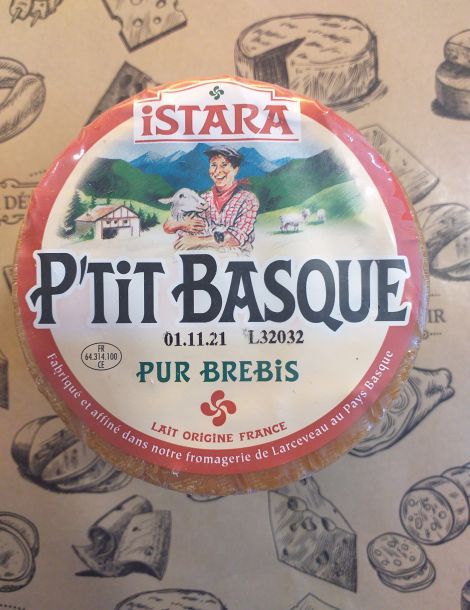 iSTARA
P'TiT BASQUE
01.11.21 L32032
FR
64.314.100
CE
PUR BREBiS
LAIT ORIGINE FRANCE
Fabriqué et affiné dans notre fromagerie de Larceveau au Pays Basque